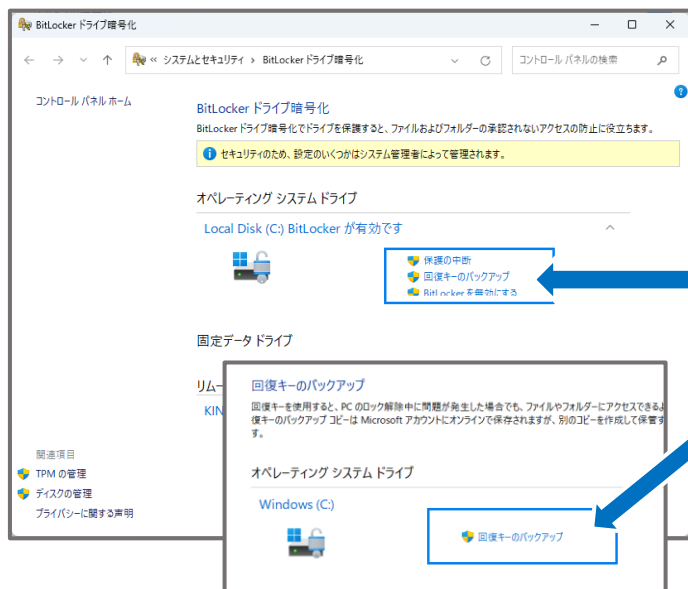 BitLocker ドライブ暗号化
« システムとセキュリティ › BitLocker ドライブ暗号化
コントロール パネルの検索
コントロール パネル ホーム
BitLocker ドライブ暗号化
BitLocker ドライブ暗号化でドライブを保護すると、ファイルおよびフォルダーの承認されないアクセスの防止に役立ちます。
セキュリティのため、設定のいくつかはシステム管理者によって管理されます。
オペレーティング システム ドライブ
Local Disk (C:) BitLocker が有効です
保護の中断
回復キーのバックアップ
BitLocker を無効にする
固定データ ドライブ
リムー
KIN
関連項目
TPM の管理
ディスクの管理
プライバシーに関する声明
回復キーのバックアップ
回復キーを使用すると、PC のロック解除中に問題が発生した場合でも、ファイルやフォルダーにアクセスできるよ
復キーのバックアップ コピーは Microsoft アカウントにオンラインで保存されますが、別のコピーを作成して保管す
す。
オペレーティング システム ドライブ
Windows (C:)
回復キーのバックアップ